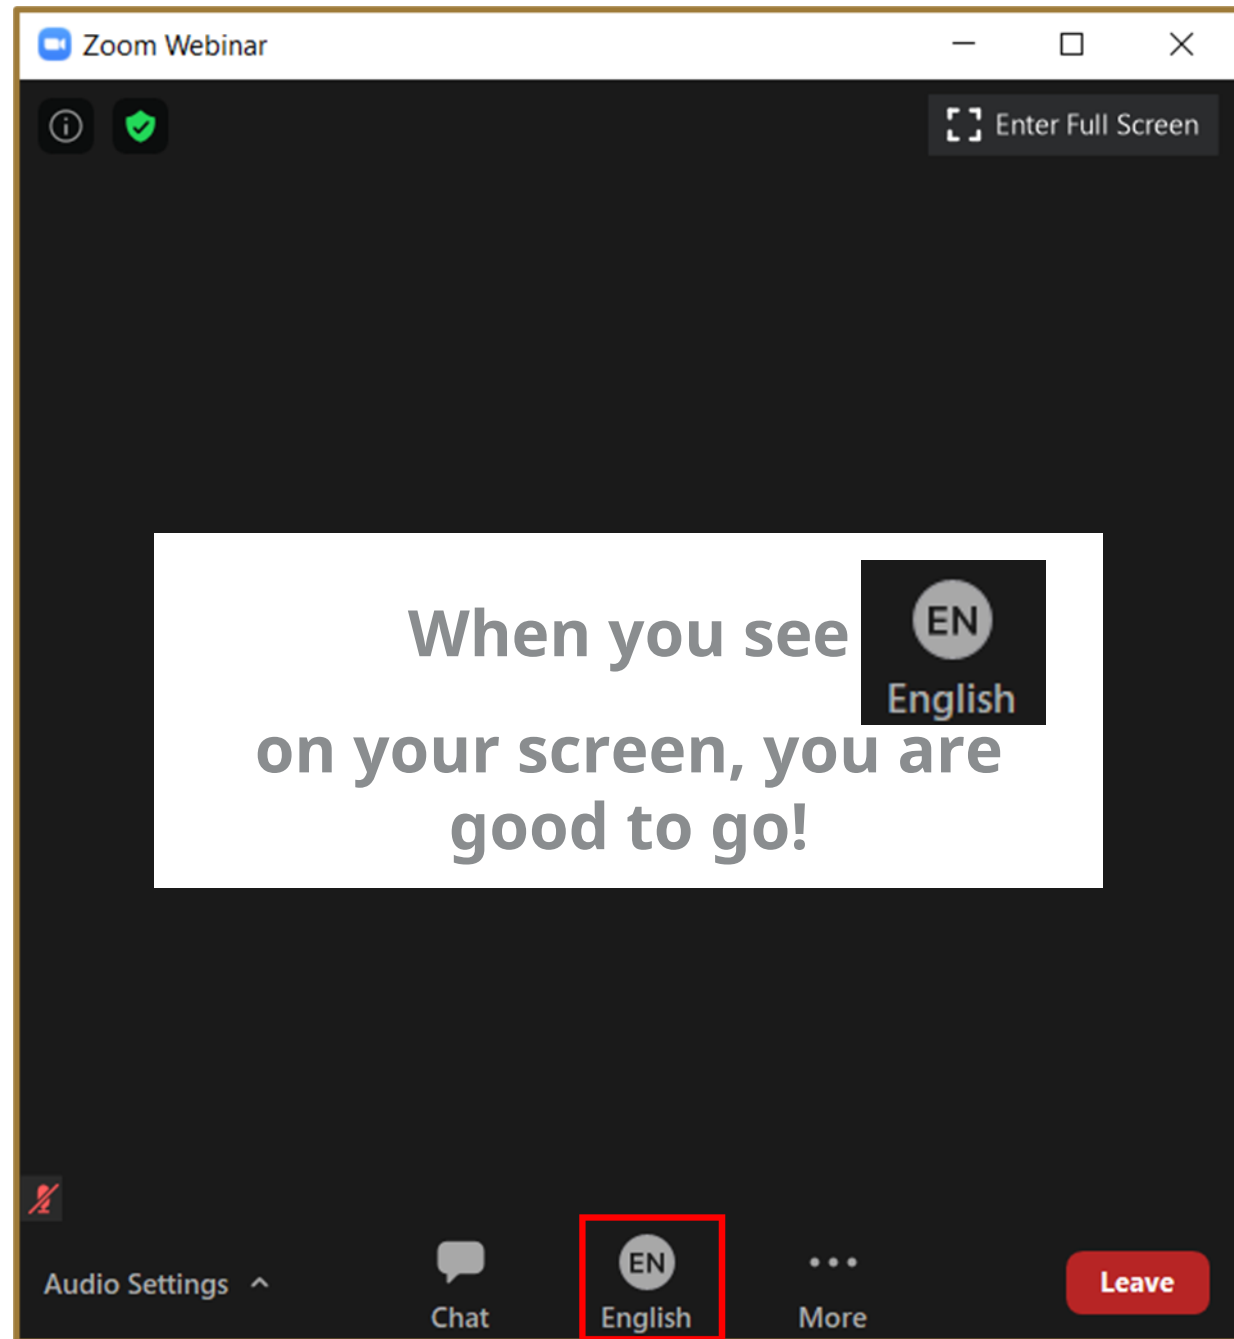 Zoom Webinar
Enter Full Screen
When you see EN
English
on your screen, you are
good to go!
Audio Settings
Chat
EN
English
More
Leave